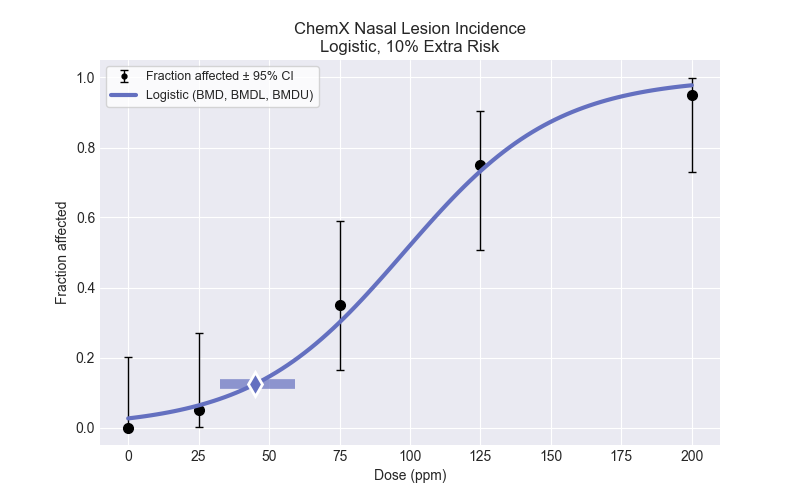 ChemX Nasal Lesion Incidence
Logistic, 10% Extra Risk
Fraction affected ± 95% CI
Logistic (BMD, BMDL, BMDU)
Fraction affected
1.0
0.8
0.6
0.4
0.2
0.0
0 25 50 75 100 125 150 175 200
Dose (ppm)